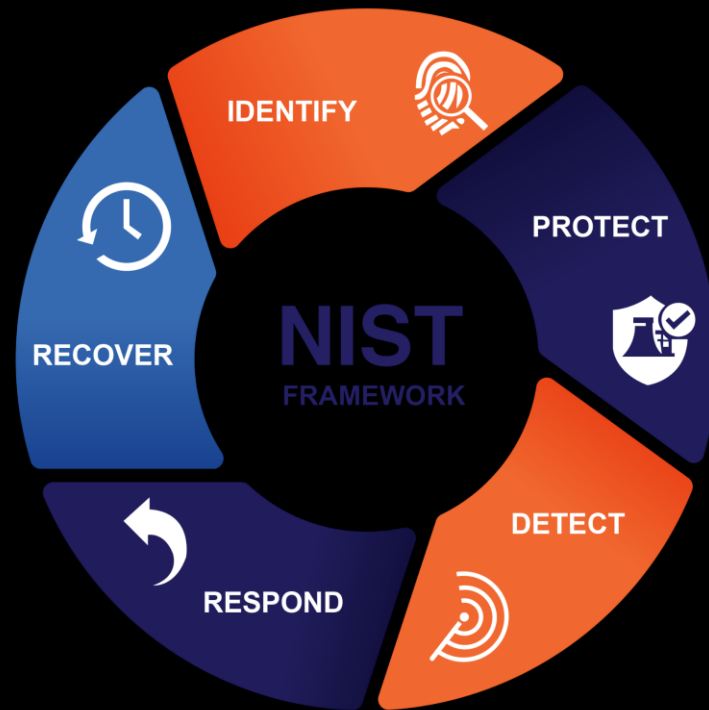 IDENTIFY
PROTECT
DETECT
RESPOND
RECOVER
NIST
FRAMEWORK